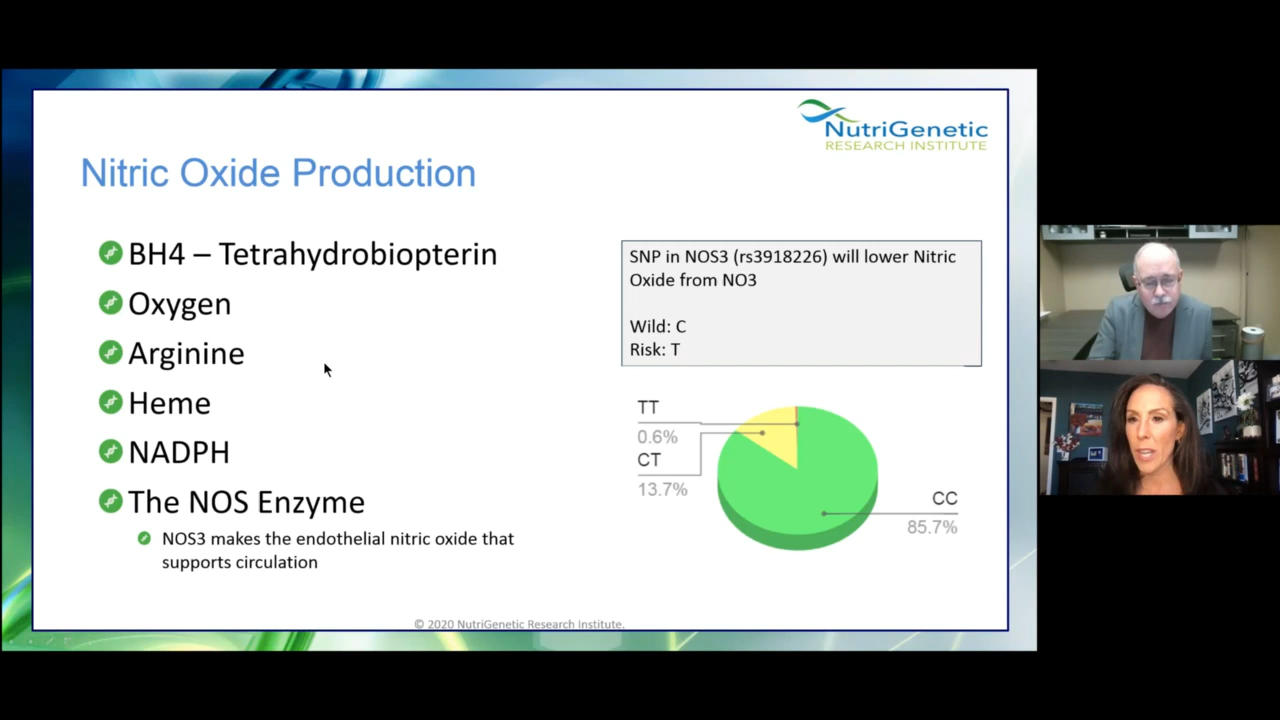 NutriGenetic
RESEARCH INSTITUTE
Nitric Oxide Production
BH4 – Tetrahydrobiopterin
Oxygen
Arginine
Heme
NADPH
The NOS Enzyme
NOS3 makes the endothelial nitric oxide that
supports circulation
SNP in NOS3 (rs3918226) will lower Nitric
Oxide from NO3
Wild: C
Risk: T
TT
0.6%
CT
13.7%
CC
85.7%
© 2020 NutriGenetic Research Institute.